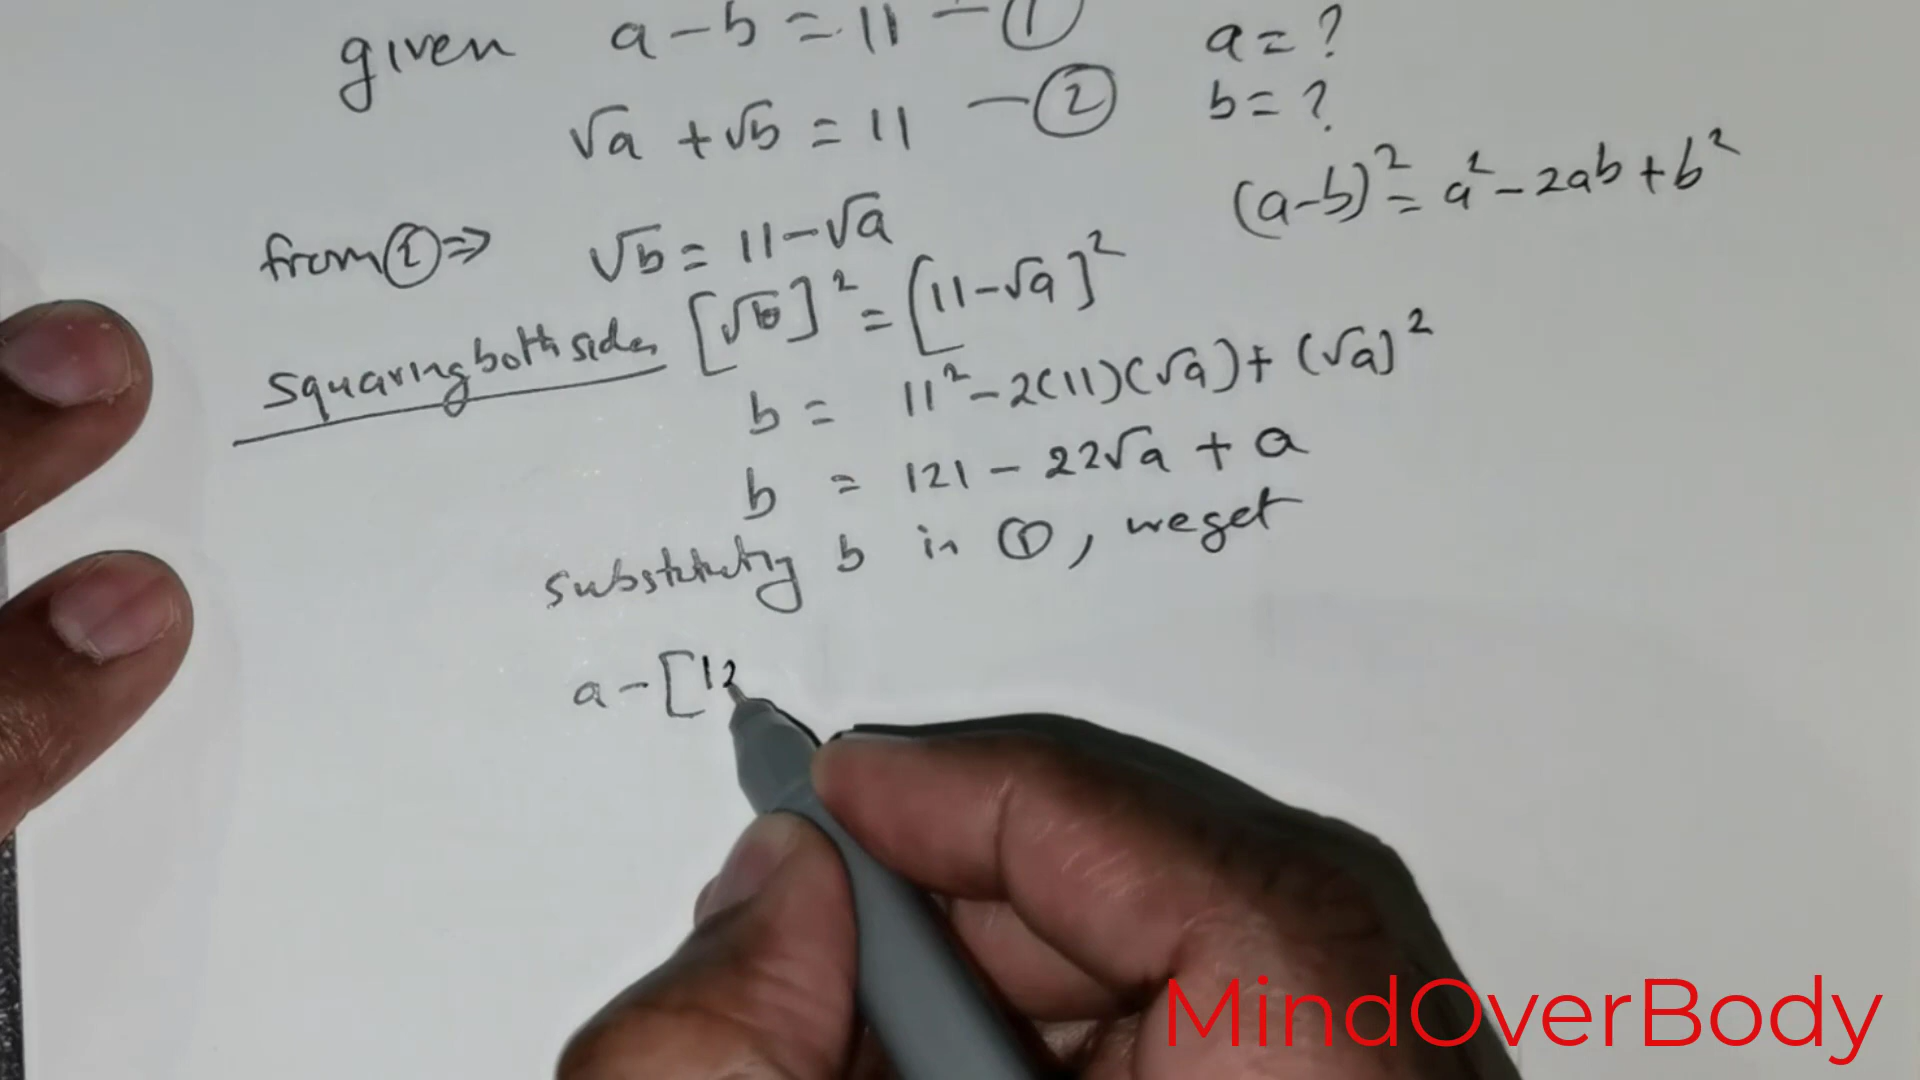 given a - b = 11 — ①
a = ?
√a + √b = 11 — ②
b = ?
(a-b)² = a² - 2ab + b²
from ② ⇒ √b = 11 - √a
squaring both sides [√b]² = [11-√a]²
b = 11² - 2(11)(√a) + (√a)²
b = 121 - 22√a + a
substituting b in ①, we get
a - [12
MindOverBody